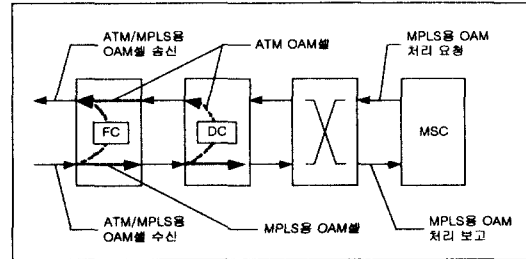 ATM/MPLS용
OAM셀 송신
ATM OAM셀
MPLS용 OAM
처리 요청
FC
DC
MSC
ATM/MPLS용
OAM셀 수신
MPLS용 OAM셀
MPLS용 OAM
처리 보고